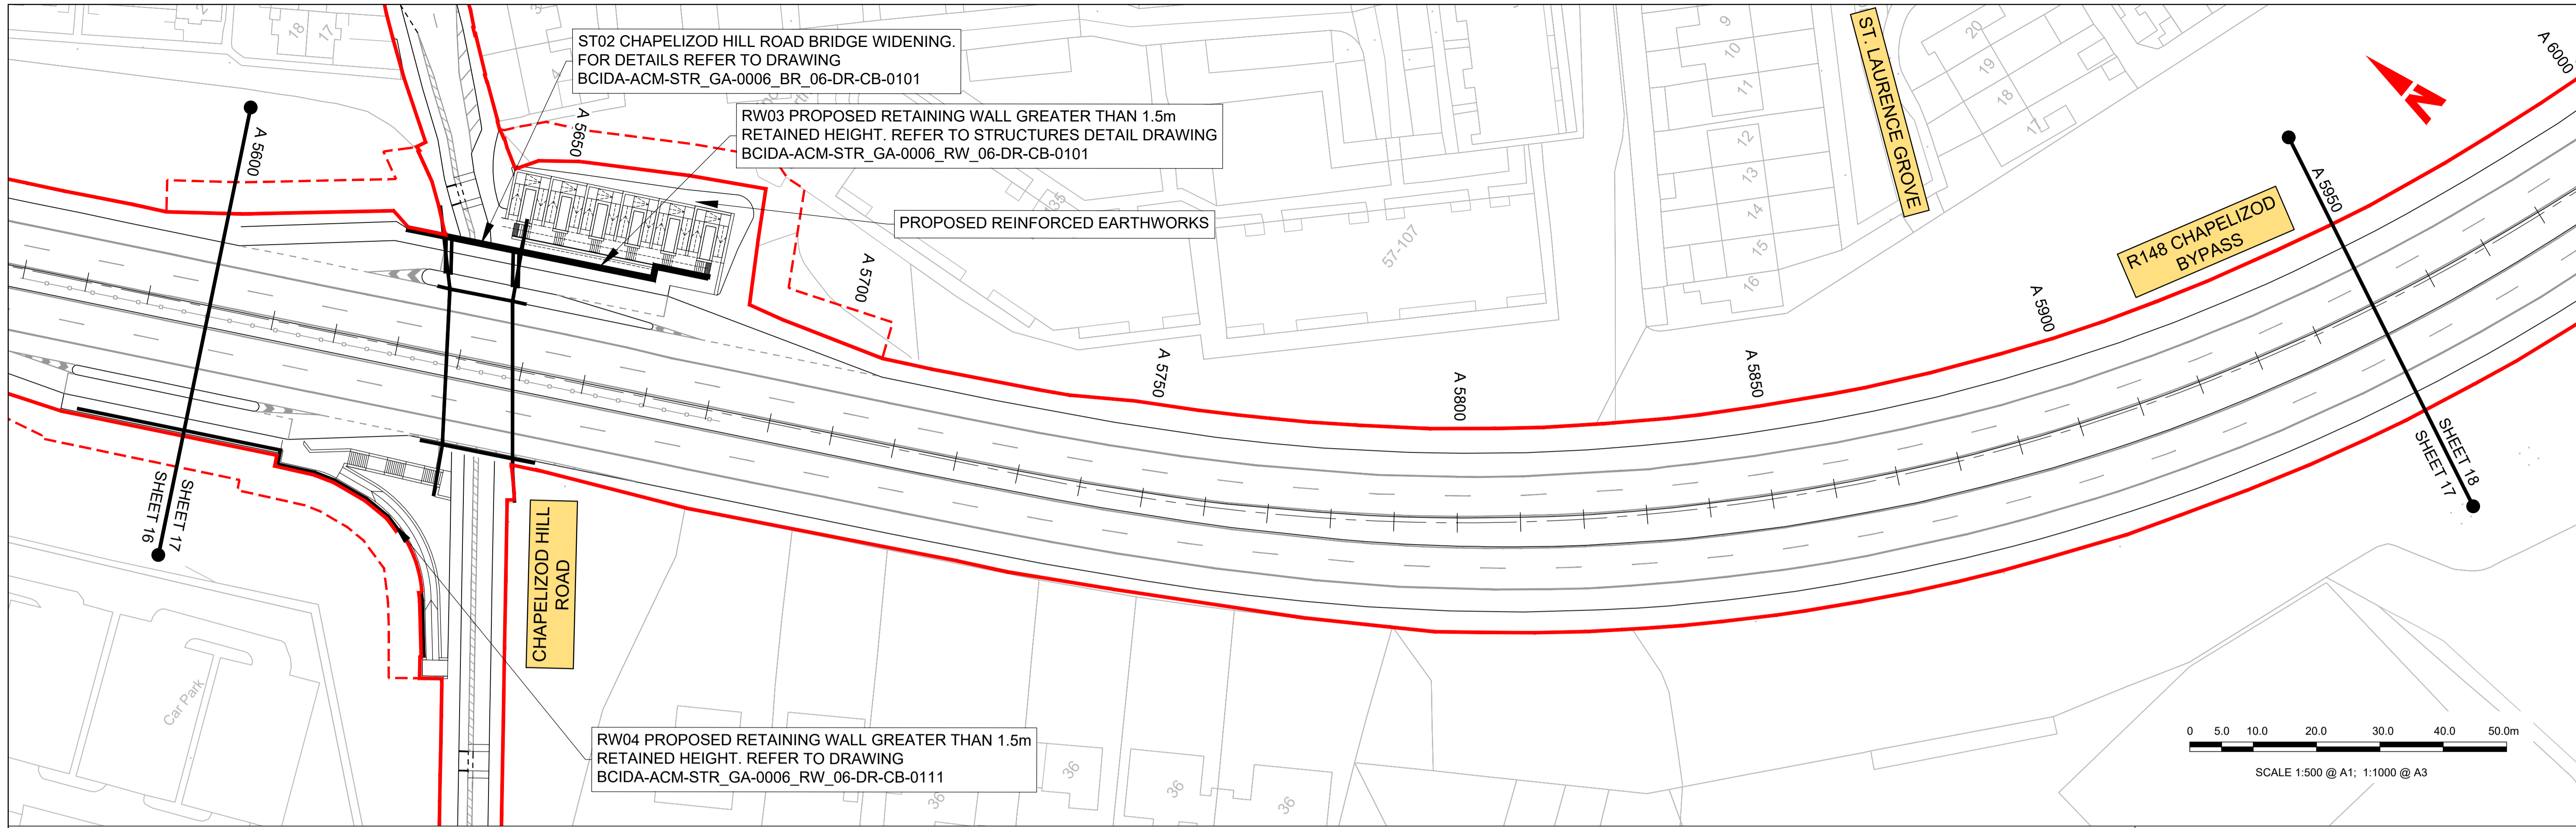 ST02 CHAPELIZOD HILL ROAD BRIDGE WIDENING.
FOR DETAILS REFER TO DRAWING
BCIDA-ACM-STR_GA-0006_BR_06-DR-CB-0101
RW03 PROPOSED RETAINING WALL GREATER THAN 1.5m
RETAINED HEIGHT. REFER TO STRUCTURES DETAIL DRAWING
BCIDA-ACM-STR_GA-0006_RW_06-DR-CB-0101
PROPOSED REINFORCED EARTHWORKS
ST. LAURENCE GROVE
R148 CHAPELIZOD
BYPASS
CHAPELIZOD HILL
ROAD
RW04 PROPOSED RETAINING WALL GREATER THAN 1.5m
RETAINED HEIGHT. REFER TO DRAWING
BCIDA-ACM-STR_GA-0006_RW_06-DR-CB-0111
A 5600
A 5650
A 5700
A 5750
A 5800
A 5850
A 5900
A 5950
A 6000
SHEET 16
SHEET 17
SHEET 18
SHEET 17
N
18
17
2
4
135
57-107
9
10
11
12
13
14
15
16
20
19
18
17
Car Park
36
36
36
36
0 5.0 10.0 20.0 30.0 40.0 50.0m
SCALE 1:500 @ A1; 1:1000 @ A3